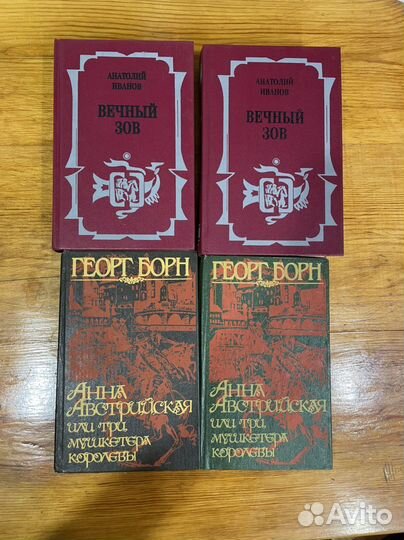 АНАТОЛИЙ
ИВАНОВ
ВЕЧНЫЙ
ЗОВ
АНАТОЛИЙ
ИВАНОВ
ВЕЧНЫЙ
ЗОВ
ГЕОРГ БОРН
АННА
АВСТРИЙСКАЯ
ИЛИ ТРИ
МУШКЕТЕРА
КОРОЛЕВЫ
ГЕОРГ БОРН
АННА
АВСТРИЙСКАЯ
ИЛИ ТРИ
МУШКЕТЕРА
КОРОЛЕВЫ
Avito